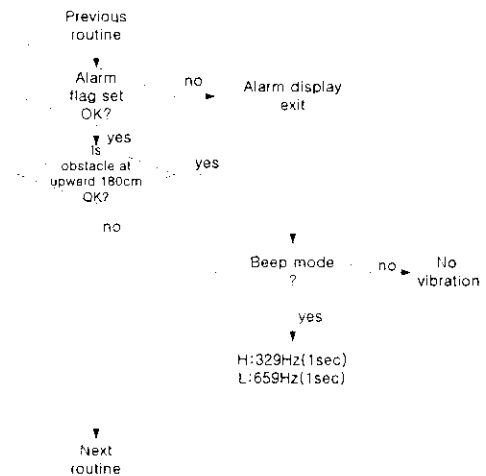 Previous
routine
Alarm
flag set
OK?
no
Alarm display
exit
yes
Is
obstacle at
upward 180cm
OK?
yes
no
Beep mode
?
no
No
vibration
yes
H:329Hz(1sec)
L:659Hz(1sec)
Next
routine